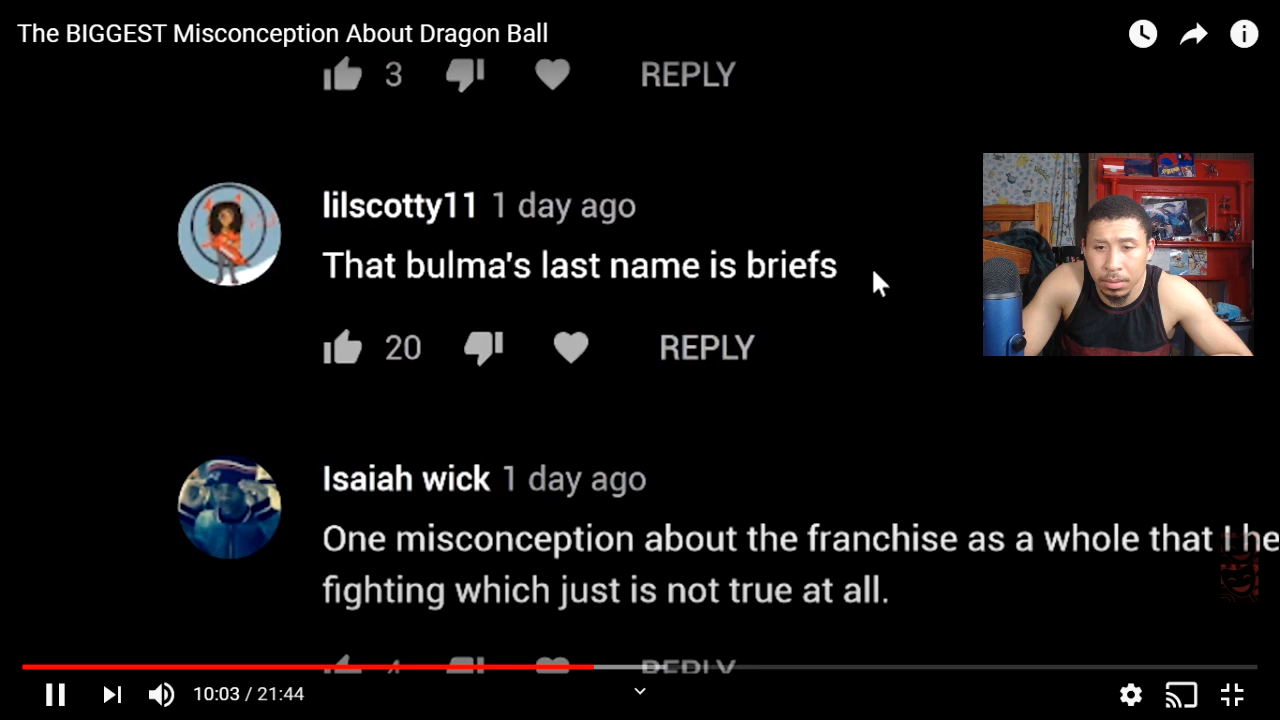 The BIGGEST Misconception About Dragon Ball
3 REPLY
lilscotty11 1 day ago
That bulma's last name is briefs
20 REPLY
Isaiah wick 1 day ago
One misconception about the franchise as a whole that I he
fighting which just is not true at all.
4 REPLY
10:03 / 21:44